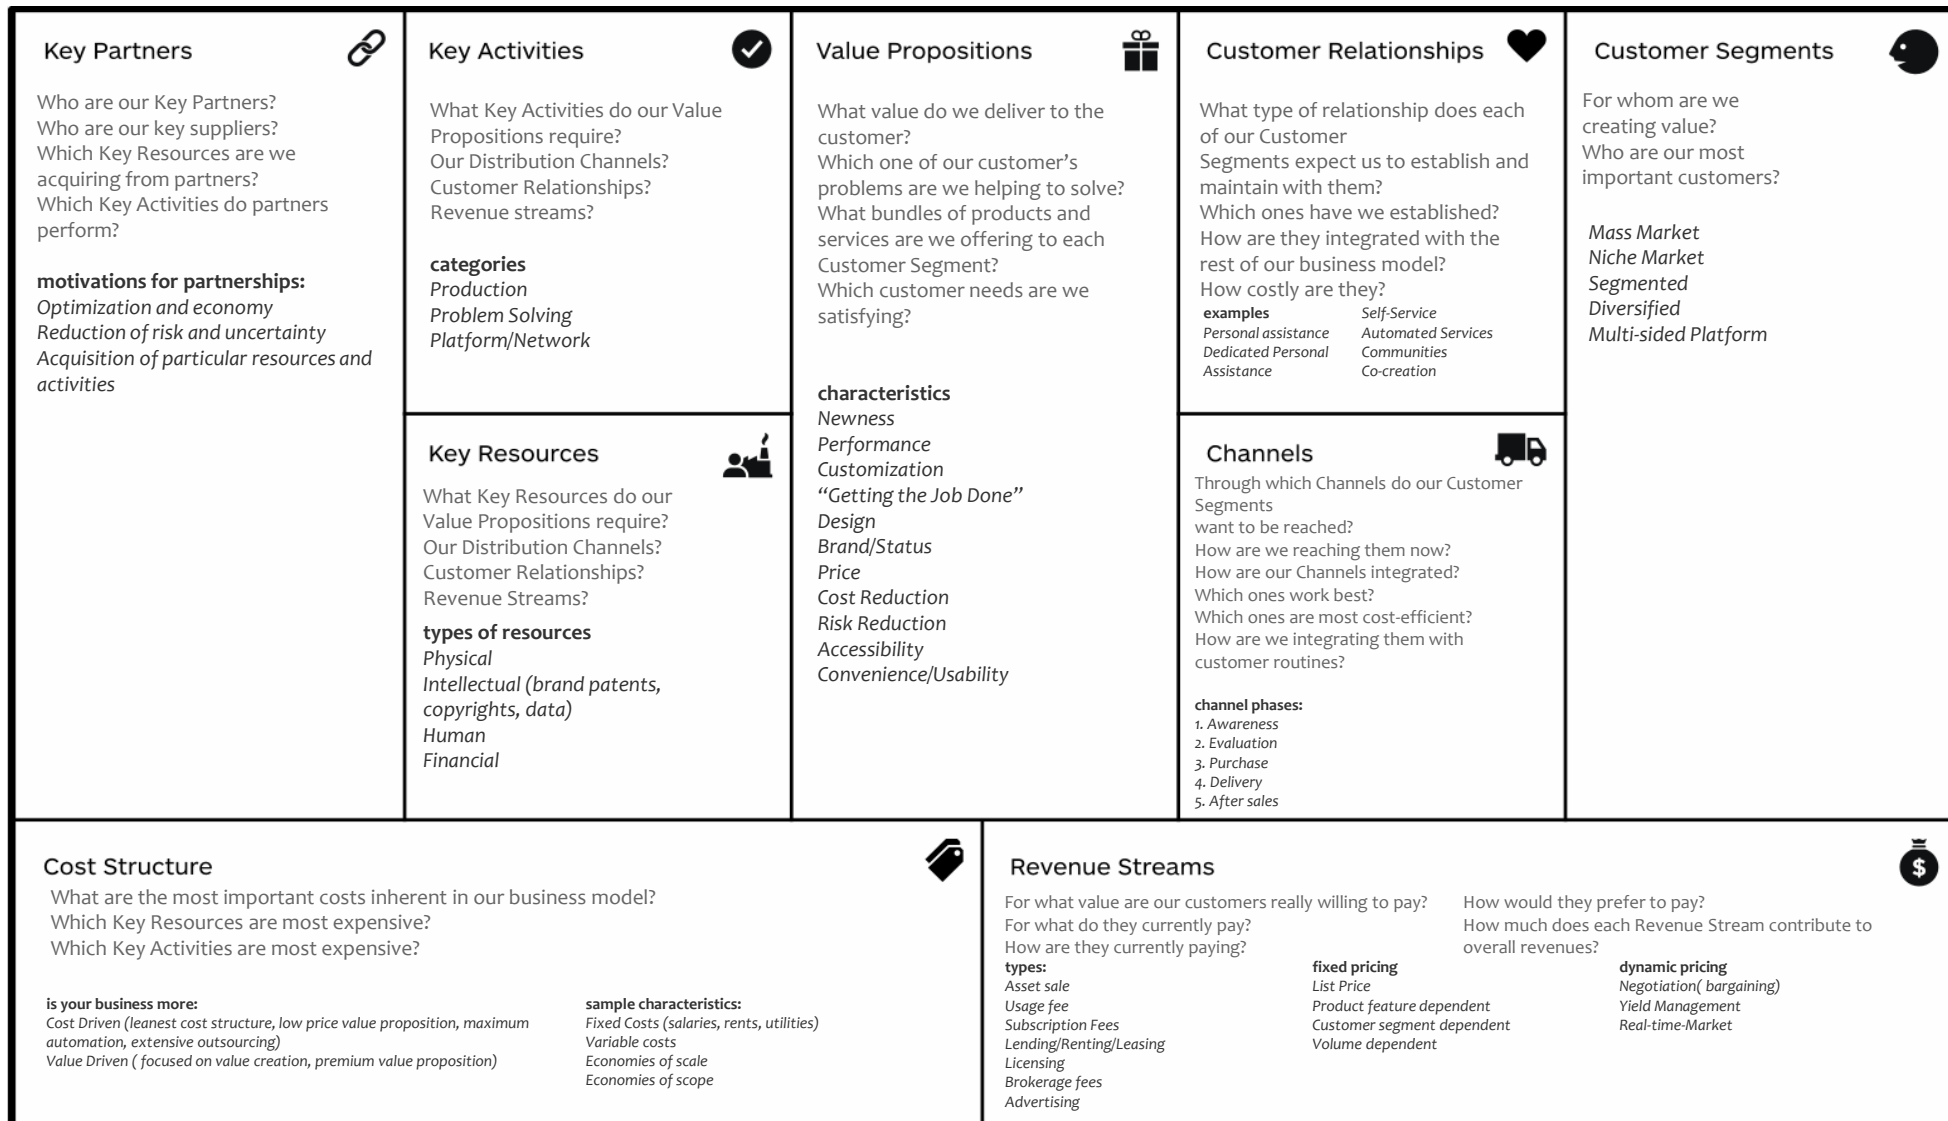 Key Partners
Who are our Key Partners?
Who are our key suppliers?
Which Key Resources are we
acquiring from partners?
Which Key Activities do partners
perform?
motivations for partnerships:
Optimization and economy
Reduction of risk and uncertainty
Acquisition of particular resources and
activities
Key Activities
What Key Activities do our Value
Propositions require?
Our Distribution Channels?
Customer Relationships?
Revenue streams?
categories
Production
Problem Solving
Platform/Network
Key Resources
What Key Resources do our
Value Propositions require?
Our Distribution Channels?
Customer Relationships?
Revenue Streams?
types of resources
Physical
Intellectual (brand patents,
copyrights, data)
Human
Financial
Value Propositions
What value do we deliver to the
customer?
Which one of our customer’s
problems are we helping to solve?
What bundles of products and
services are we offering to each
Customer Segment?
Which customer needs are we
satisfying?
characteristics
Newness
Performance
Customization
“Getting the Job Done”
Design
Brand/Status
Price
Cost Reduction
Risk Reduction
Accessibility
Convenience/Usability
Customer Relationships
What type of relationship does each
of our Customer
Segments expect us to establish and
maintain with them?
Which ones have we established?
How are they integrated with the
rest of our business model?
How costly are they?
examples
Personal assistance
Dedicated Personal
Assistance
Self-Service
Automated Services
Communities
Co-creation
Channels
Through which Channels do our Customer
Segments
want to be reached?
How are we reaching them now?
How are our Channels integrated?
Which ones work best?
Which ones are most cost-efficient?
How are we integrating them with
customer routines?
channel phases:
1. Awareness
2. Evaluation
3. Purchase
4. Delivery
5. After sales
Customer Segments
For whom are we
creating value?
Who are our most
important customers?
Mass Market
Niche Market
Segmented
Diversified
Multi-sided Platform
Cost Structure
What are the most important costs inherent in our business model?
Which Key Resources are most expensive?
Which Key Activities are most expensive?
is your business more:
Cost Driven (leanest cost structure, low price value proposition, maximum
automation, extensive outsourcing)
Value Driven ( focused on value creation, premium value proposition)
sample characteristics:
Fixed Costs (salaries, rents, utilities)
Variable costs
Economies of scale
Economies of scope
Revenue Streams
$
For what value are our customers really willing to pay?
For what do they currently pay?
How are they currently paying?
How would they prefer to pay?
How much does each Revenue Stream contribute to
overall revenues?
types:
Asset sale
Usage fee
Subscription Fees
Lending/Renting/Leasing
Licensing
Brokerage fees
Advertising
fixed pricing
List Price
Product feature dependent
Customer segment dependent
Volume dependent
dynamic pricing
Negotiation( bargaining)
Yield Management
Real-time-Market